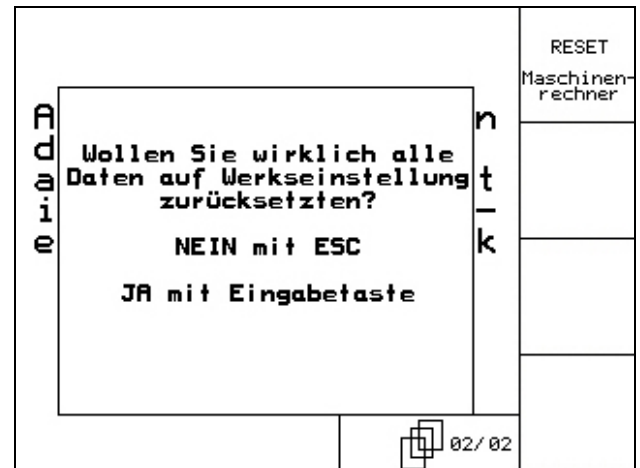 RESET
Maschinen-
rechner
A
d
a
i
e
n
t
-
k
Wollen Sie wirklich alle
Daten auf Werkseinstellung
zurücksetzten?
NEIN mit ESC
JA mit Eingabetaste
02/02